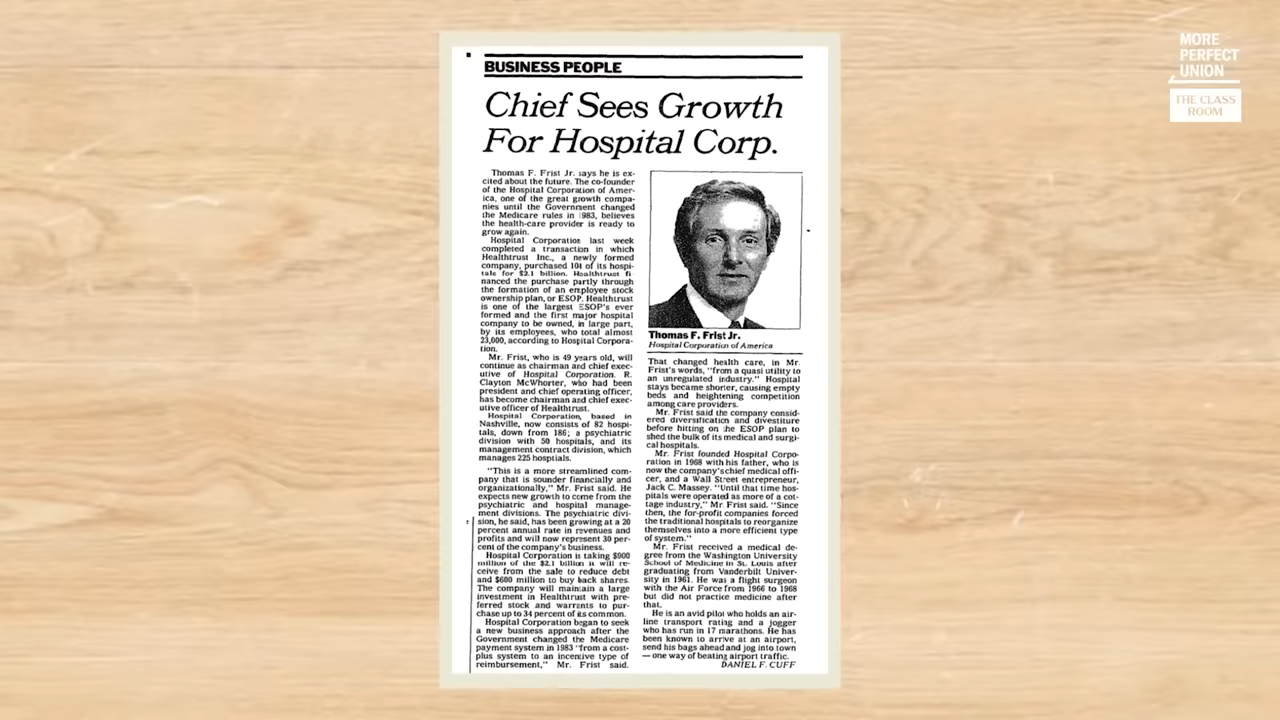 MORE
PERFECT
UNION
THE CLASS
ROOM
BUSINESS PEOPLE
Chief Sees Growth
For Hospital Corp.
Thomas F. Frist Jr. says he is ex-
cited about the future. The co-founder
of the Hospital Corporation of Amer-
ica, one of the great growth compa-
nies until the Government changed
the Medicare rules in 1983, believes
the health-care provider is ready to
grow again.
Hospital Corporation last week
completed a transaction in which
Healthtrust Inc., a newly formed
company, purchased 104 of its hospi-
tals for $2.1 billion. Healthtrust fi-
nanced the purchase partly through
the formation of an employee stock
ownership plan, or ESOP. Healthtrust
is one of the largest ESOP's ever
formed and the first major hospital
company to be owned, in large part,
by its employees, who total almost
23,000, according to Hospital Corpora-
tion.
Mr. Frist, who is 49 years old, will
continue as chairman and chief exec-
utive of Hospital Corporation. R.
Clayton McWhorter, who had been
president and chief operating officer,
has become chairman and chief exec-
utive officer of Healthtrust.
Hospital Corporation, based in
Nashville, now consists of 82 hospi-
tals, down from 186; a psychiatric
division with 50 hospitals, and its
management contract division, which
manages 225 hosptials.
"This is a more streamlined com-
pany that is sounder financially and
organizationally," Mr. Frist said. He
expects new growth to come from the
psychiatric and hospital manage-
ment divisions. The psychiatric divi-
sion, he said, has been growing at a 20
percent annual rate in revenues and
profits and will now represent 30 per-
cent of the company's business.
Hospital Corporation is taking $900
million of the $2.1 billion it will re-
ceive from the sale to reduce debt
and $600 million to buy back shares.
The company will maintain a large
investment in Healthtrust with pre-
ferred stock and warrants to pur-
chase up to 34 percent of its common.
Hospital Corporation began to seek
a new business approach after the
Government changed the Medicare
payment system in 1983 "from a cost-
plus system to an incentive type of
reimbursement," Mr. Frist said.
Thomas F. Frist Jr.
Hospital Corporation of America
That changed health care, in Mr.
Frist's words, "from a quasi utility to
an unregulated industry." Hospital
stays became shorter, causing empty
beds and heightening competition
among care providers.
Mr. Frist said the company consid-
ered diversification and divestiture
before hitting on the ESOP plan to
shed the bulk of its medical and surgi-
cal hospitals.
Mr. Frist founded Hospital Corpo-
ration in 1968 with his father, who is
now the company's chief medical offi-
cer, and a Wall Street entrepreneur,
Jack C. Massey. "Until that time hos-
pitals were operated as more of a cot-
tage industry," Mr. Frist said. "Since
then, the for-profit companies forced
the traditional hospitals to reorganize
themselves into a more efficient type
of system."
Mr. Frist received a medical de-
gree from the Washington University
School of Medicine in St. Louis after
graduating from Vanderbilt Univer-
sity in 1961. He was a flight surgeon
with the Air Force from 1966 to 1968
but did not practice medicine after
that.
He is an avid pilot who holds an air-
line transport rating and a jogger
who has run in 17 marathons. He has
been known to arrive at an airport,
send his bags ahead and jog into town
— one way of beating airport traffic.
DANIEL F. CUFF